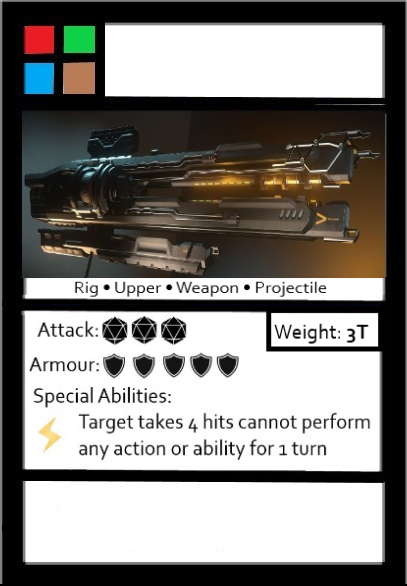 Rig • Upper • Weapon • Projectile
Attack:
Weight: 3T
Armour:
Special Abilities:
Target takes 4 hits cannot perform
any action or ability for 1 turn